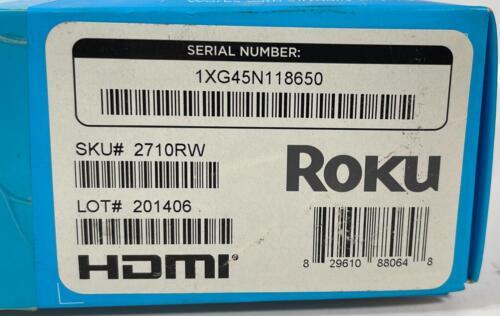 SERIAL NUMBER:
1XG45N118650
SKU# 2710RW
ROKU
LOT# 201406
HDMI
8 29610 88064 8